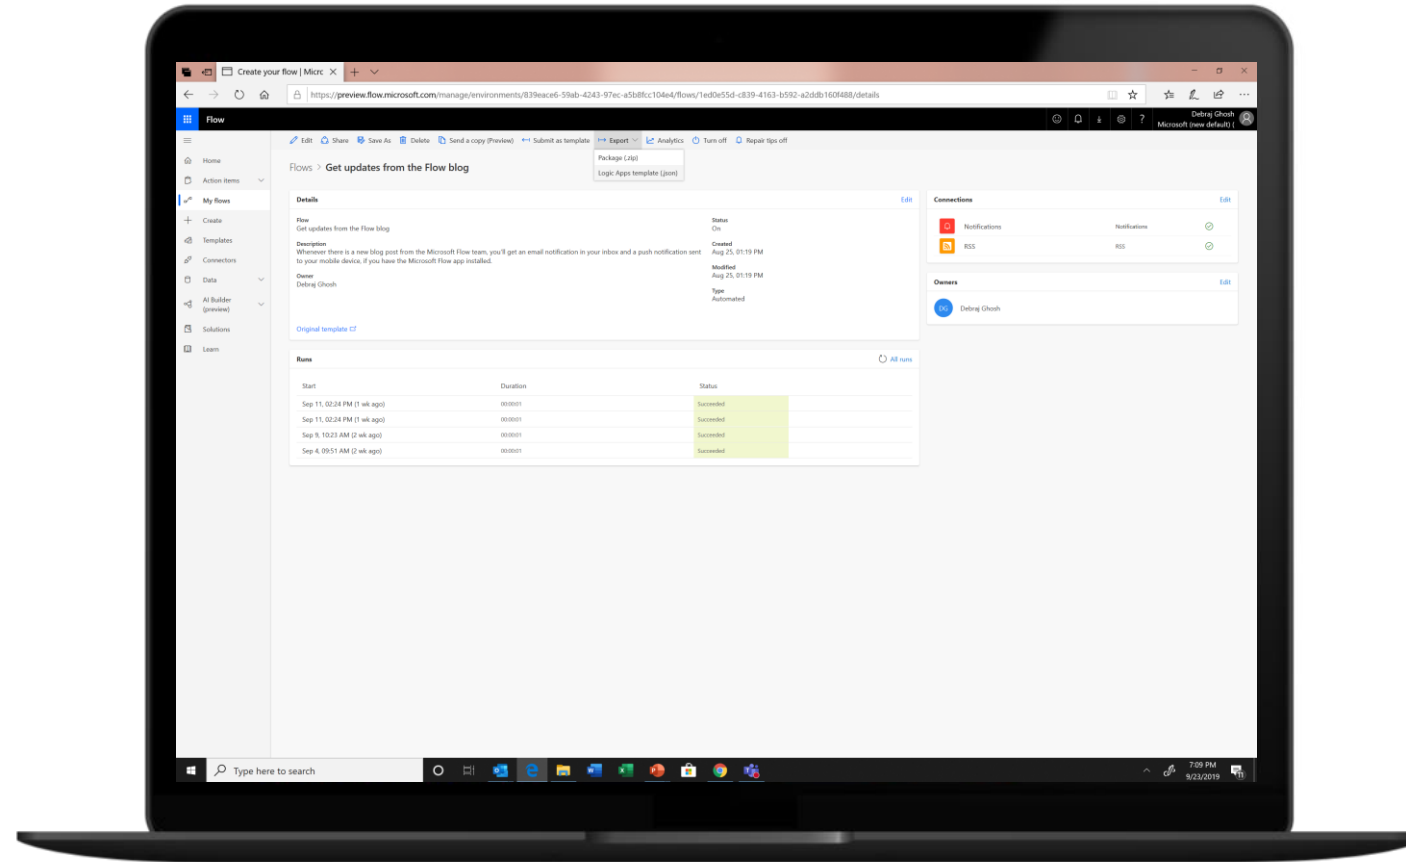 Create your flow | Micrc
https://preview.flow.microsoft.com/manage/environments/839eace6-59ab-4243-97ec-a5b8fcc104e4/flows/1ed0e55d-c839-4163-b592-a2ddb160f488/details
Flow
Debraj Ghosh
Microsoft (new default) (
Edit Share Save As Delete Send a copy (Preview) Submit as template Export Analytics Turn off Repair tips off
Package (.zip)
Logic Apps template (.json)
Home
Action items
My flows
Create
Templates
Connectors
Data
AI Builder
(preview)
Solutions
Learn
Flows > Get updates from the Flow blog
Details Edit
Flow
Get updates from the Flow blog
Description
Whenever there is a new blog post from the Microsoft Flow team, you'll get an email notification in your inbox and a push notification sent
to your mobile device, if you have the Microsoft Flow app installed.
Owner
Debraj Ghosh
Status
On
Created
Aug 25, 01:19 PM
Modified
Aug 25, 01:19 PM
Type
Automated
Original template
Connections Edit
Notifications Notifications
RSS RSS
Owners Edit
DG Debraj Ghosh
Runs All runs
Start Duration Status
Sep 11, 02:24 PM (1 wk ago) 00:00:01 Succeeded
Sep 11, 02:24 PM (1 wk ago) 00:00:01 Succeeded
Sep 9, 10:23 AM (2 wk ago) 00:00:01 Succeeded
Sep 4, 09:51 AM (2 wk ago) 00:00:01 Succeeded
Type here to search
7:09 PM
9/23/2019